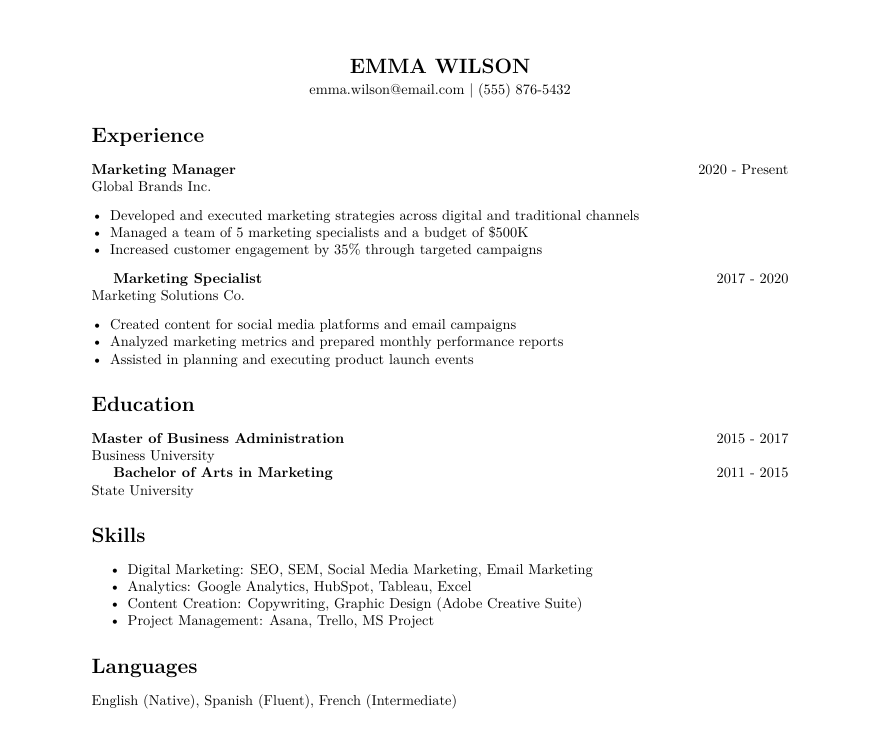 EMMA WILSON
emma.wilson@email.com | (555) 876-5432
Experience
Marketing Manager 2020 - Present
Global Brands Inc.
• Developed and executed marketing strategies across digital and traditional channels
• Managed a team of 5 marketing specialists and a budget of $500K
• Increased customer engagement by 35% through targeted campaigns
Marketing Specialist 2017 - 2020
Marketing Solutions Co.
• Created content for social media platforms and email campaigns
• Analyzed marketing metrics and prepared monthly performance reports
• Assisted in planning and executing product launch events
Education
Master of Business Administration 2015 - 2017
Business University
Bachelor of Arts in Marketing 2011 - 2015
State University
Skills
• Digital Marketing: SEO, SEM, Social Media Marketing, Email Marketing
• Analytics: Google Analytics, HubSpot, Tableau, Excel
• Content Creation: Copywriting, Graphic Design (Adobe Creative Suite)
• Project Management: Asana, Trello, MS Project
Languages
English (Native), Spanish (Fluent), French (Intermediate)